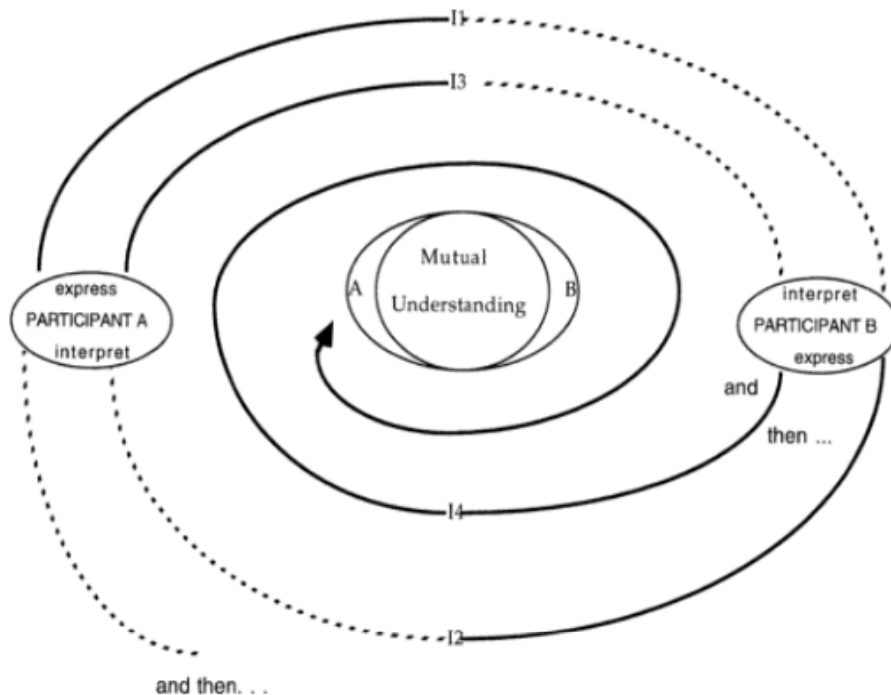 I1
I3
Mutual
A
B
Understanding
express
PARTICIPANT A
interpret
interpret
PARTICIPANT B
express
and
then ...
I4
I2
and then. . .